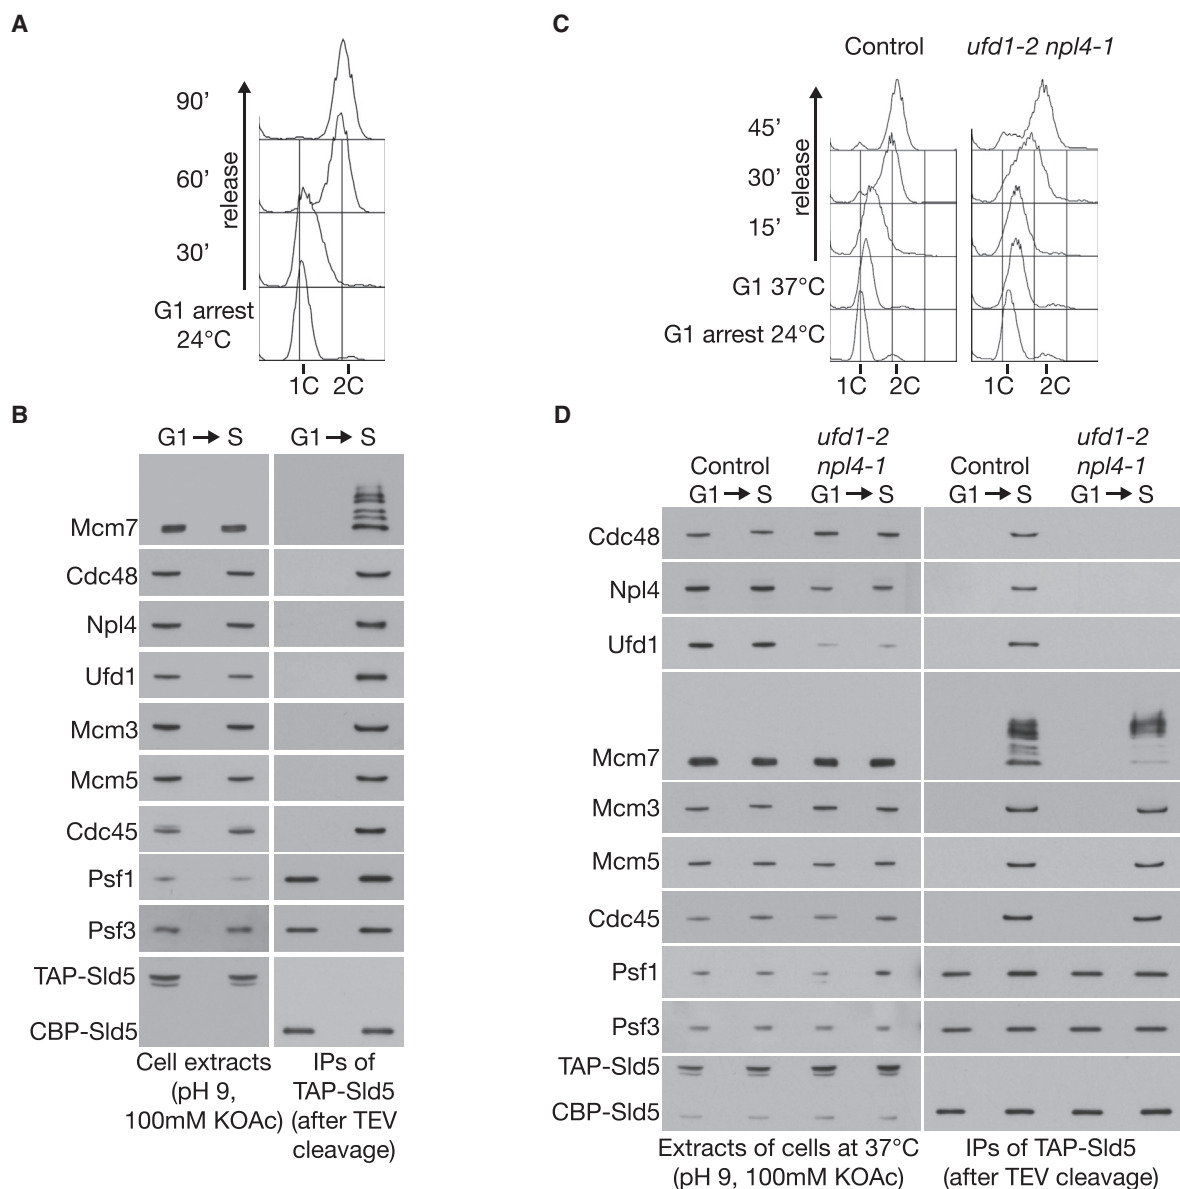 A
90’
60’
30’
release
G1 arrest
24°C
1C 2C
C
Control ufd1-2 npl4-1
45’
30’
15’
release
G1 37°C
G1 arrest 24°C
1C 2C 1C 2C
B
G1 → S G1 → S
Mcm7
Cdc48
Npl4
Ufd1
Mcm3
Mcm5
Cdc45
Psf1
Psf3
TAP-Sld5
CBP-Sld5
Cell extracts
(pH 9,
100mM KOAc)
IPs of
TAP-Sld5
(after TEV
cleavage)
D
ufd1-2 ufd1-2
Control npl4-1 Control npl4-1
G1 → S G1 → S G1 → S G1 → S
Cdc48
Npl4
Ufd1
Mcm7
Mcm3
Mcm5
Cdc45
Psf1
Psf3
TAP-Sld5
CBP-Sld5
Extracts of cells at 37°C
(pH 9, 100mM KOAc)
IPs of TAP-Sld5
(after TEV cleavage)